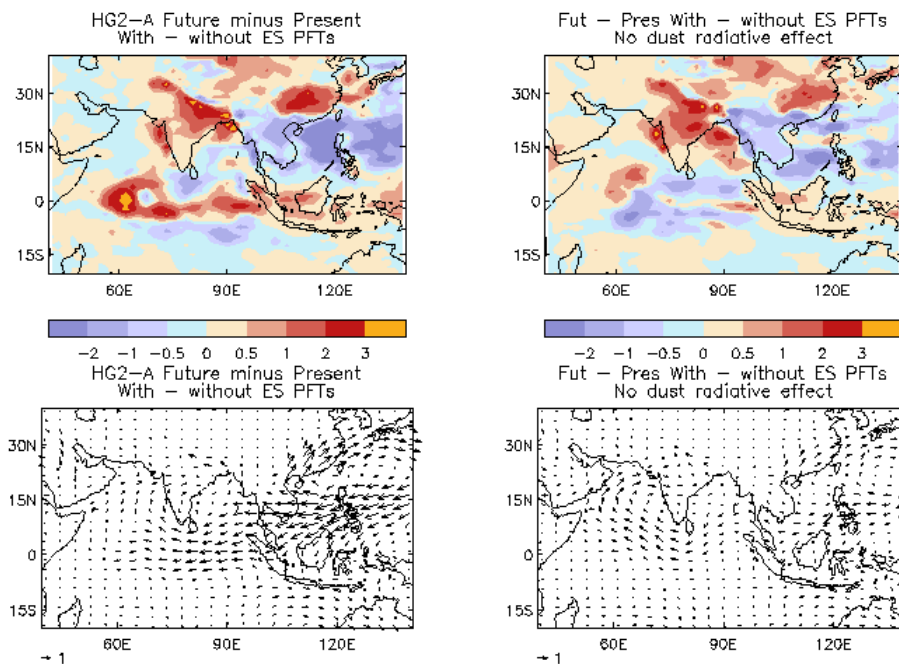 HG2-A Future minus Present
With - without ES PFTs
30N
15N
0
15S
60E 90E 120E
-2 -1 -0.5 0 0.5 1 2 3
Fut - Pres With - without ES PFTs
No dust radiative effect
30N
15N
0
15S
60E 90E 120E
-2 -1 -0.5 0 0.5 1 2 3
HG2-A Future minus Present
With - without ES PFTs
30N
15N
0
15S
60E 90E 120E
→ 1
Fut - Pres With - without ES PFTs
No dust radiative effect
30N
15N
0
15S
60E 90E 120E
→ 1